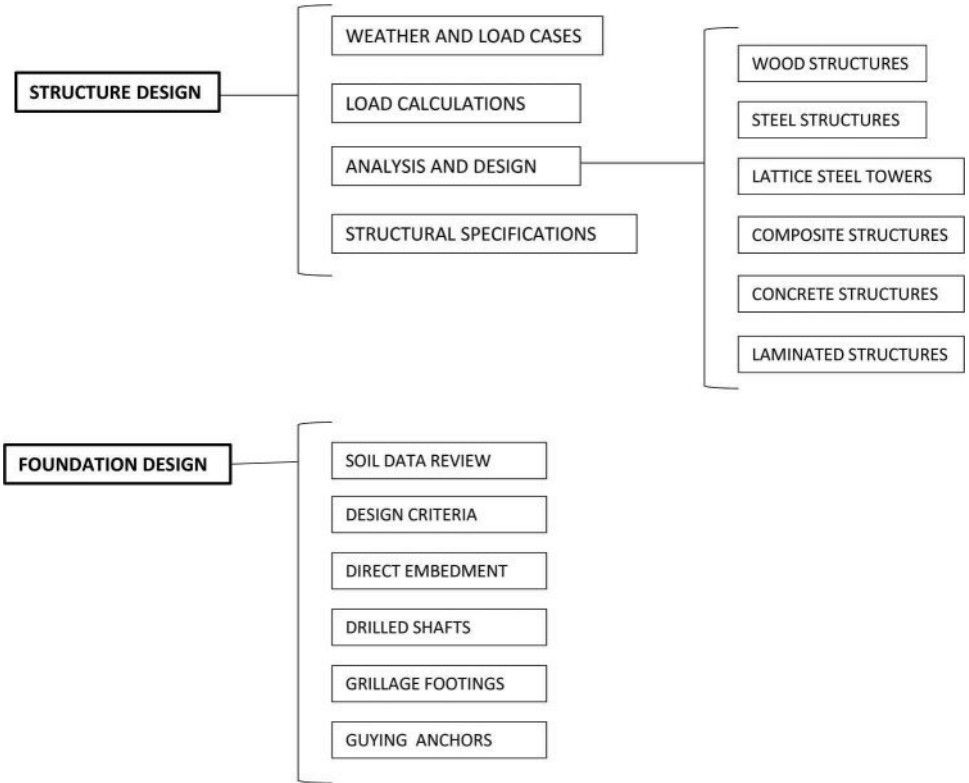 STRUCTURE DESIGN
WEATHER AND LOAD CASES
LOAD CALCULATIONS
ANALYSIS AND DESIGN
STRUCTURAL SPECIFICATIONS
WOOD STRUCTURES
STEEL STRUCTURES
LATTICE STEEL TOWERS
COMPOSITE STRUCTURES
CONCRETE STRUCTURES
LAMINATED STRUCTURES
FOUNDATION DESIGN
SOIL DATA REVIEW
DESIGN CRITERIA
DIRECT EMBEDMENT
DRILLED SHAFTS
GRILLAGE FOOTINGS
GUYING ANCHORS